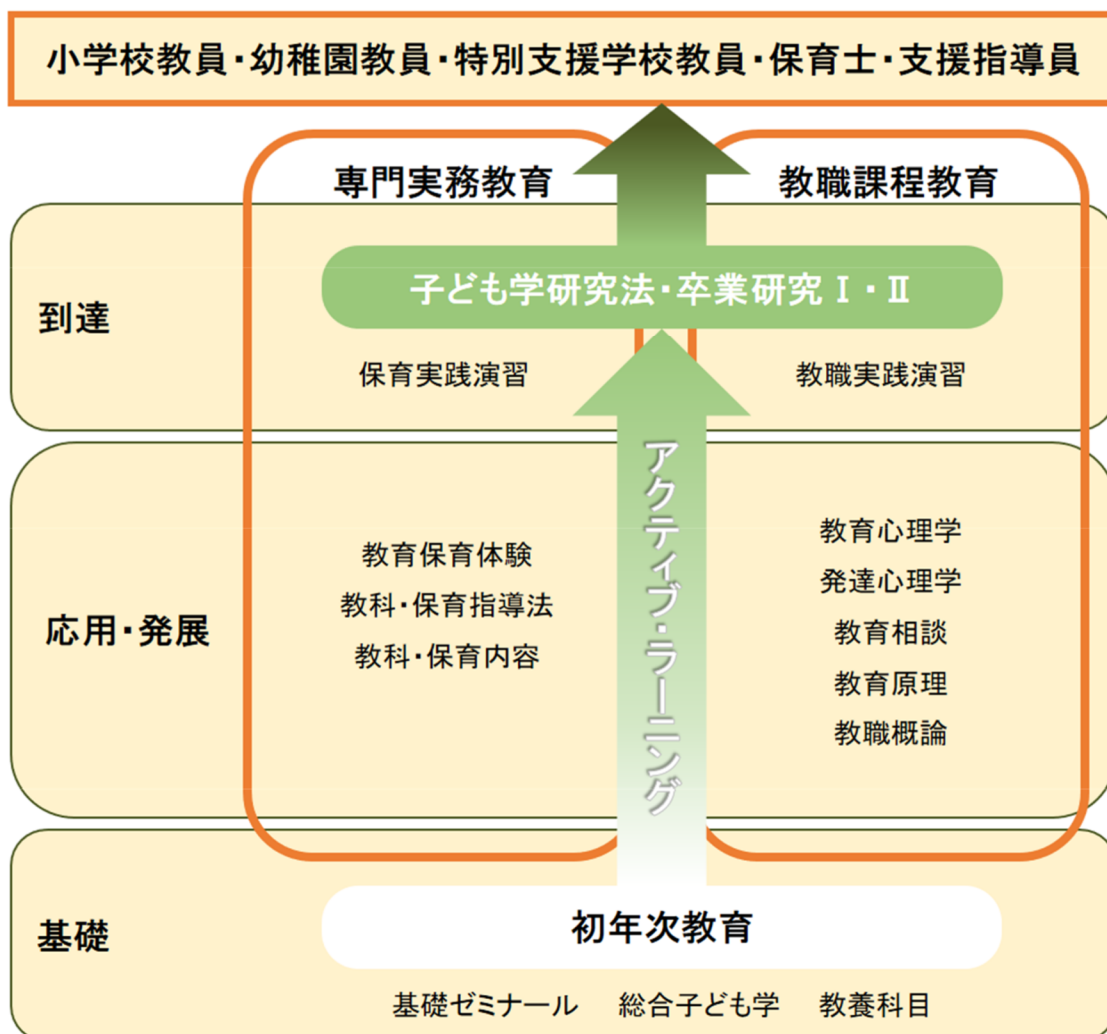 小学校教員・幼稚園教員・特別支援学校教員・保育士・支援指導員
専門実務教育
教職課程教育
到達
子ども学研究法・卒業研究 Ⅰ・Ⅱ
保育実践演習
教職実践演習
応用・発展
教育保育体験
教科・保育指導法
教科・保育内容
アクティブ・ラーニング
教育心理学
発達心理学
教育相談
教育原理
教職概論
基礎
初年次教育
基礎ゼミナール 総合子ども学 教養科目